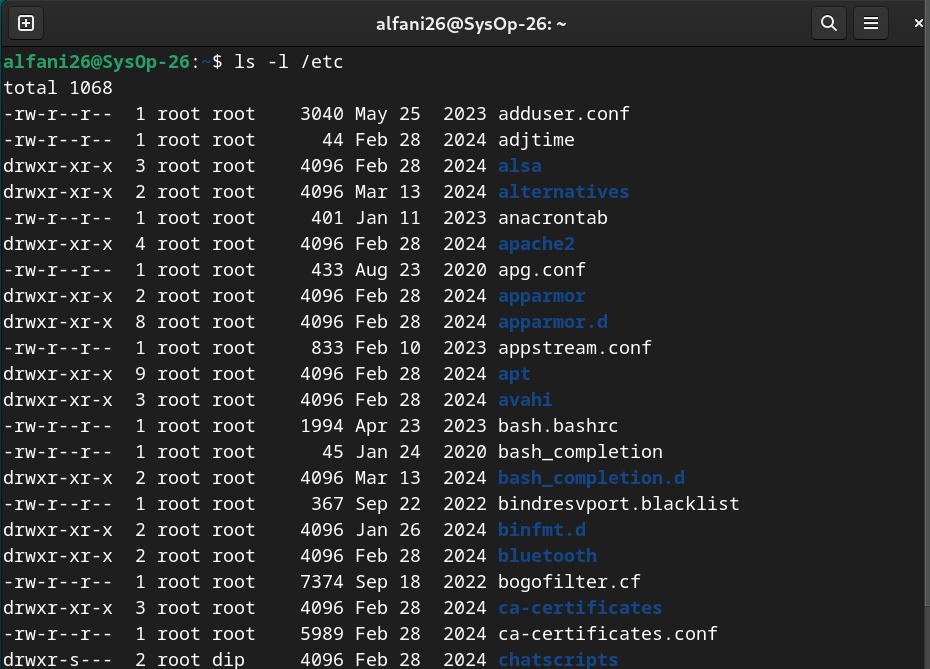 alfani26@SysOp-26: ~
alfani26@SysOp-26:~$ ls -l /etc
total 1068
-rw-r--r--  1 root root    3040 May 25  2023 adduser.conf
-rw-r--r--  1 root root      44 Feb 28  2024 adjtime
drwxr-xr-x  3 root root    4096 Feb 28  2024 alsa
drwxr-xr-x  2 root root    4096 Mar 13  2024 alternatives
-rw-r--r--  1 root root     401 Jan 11  2023 anacrontab
drwxr-xr-x  4 root root    4096 Feb 28  2024 apache2
-rw-r--r--  1 root root     433 Aug 23  2020 apg.conf
drwxr-xr-x  2 root root    4096 Feb 28  2024 apparmor
drwxr-xr-x  8 root root    4096 Feb 28  2024 apparmor.d
-rw-r--r--  1 root root     833 Feb 10  2023 appstream.conf
drwxr-xr-x  9 root root    4096 Feb 28  2024 apt
drwxr-xr-x  3 root root    4096 Feb 28  2024 avahi
-rw-r--r--  1 root root    1994 Apr 23  2023 bash.bashrc
-rw-r--r--  1 root root      45 Jan 24  2020 bash_completion
drwxr-xr-x  2 root root    4096 Mar 13  2024 bash_completion.d
-rw-r--r--  1 root root     367 Sep 22  2022 bindresvport.blacklist
drwxr-xr-x  2 root root    4096 Jan 26  2024 binfmt.d
drwxr-xr-x  2 root root    4096 Feb 28  2024 bluetooth
-rw-r--r--  1 root root    7374 Sep 18  2022 bogofilter.cf
drwxr-xr-x  3 root root    4096 Feb 28  2024 ca-certificates
-rw-r--r--  1 root root    5989 Feb 28  2024 ca-certificates.conf
drwxr-s---  2 root dip     4096 Feb 28  2024 chatscripts